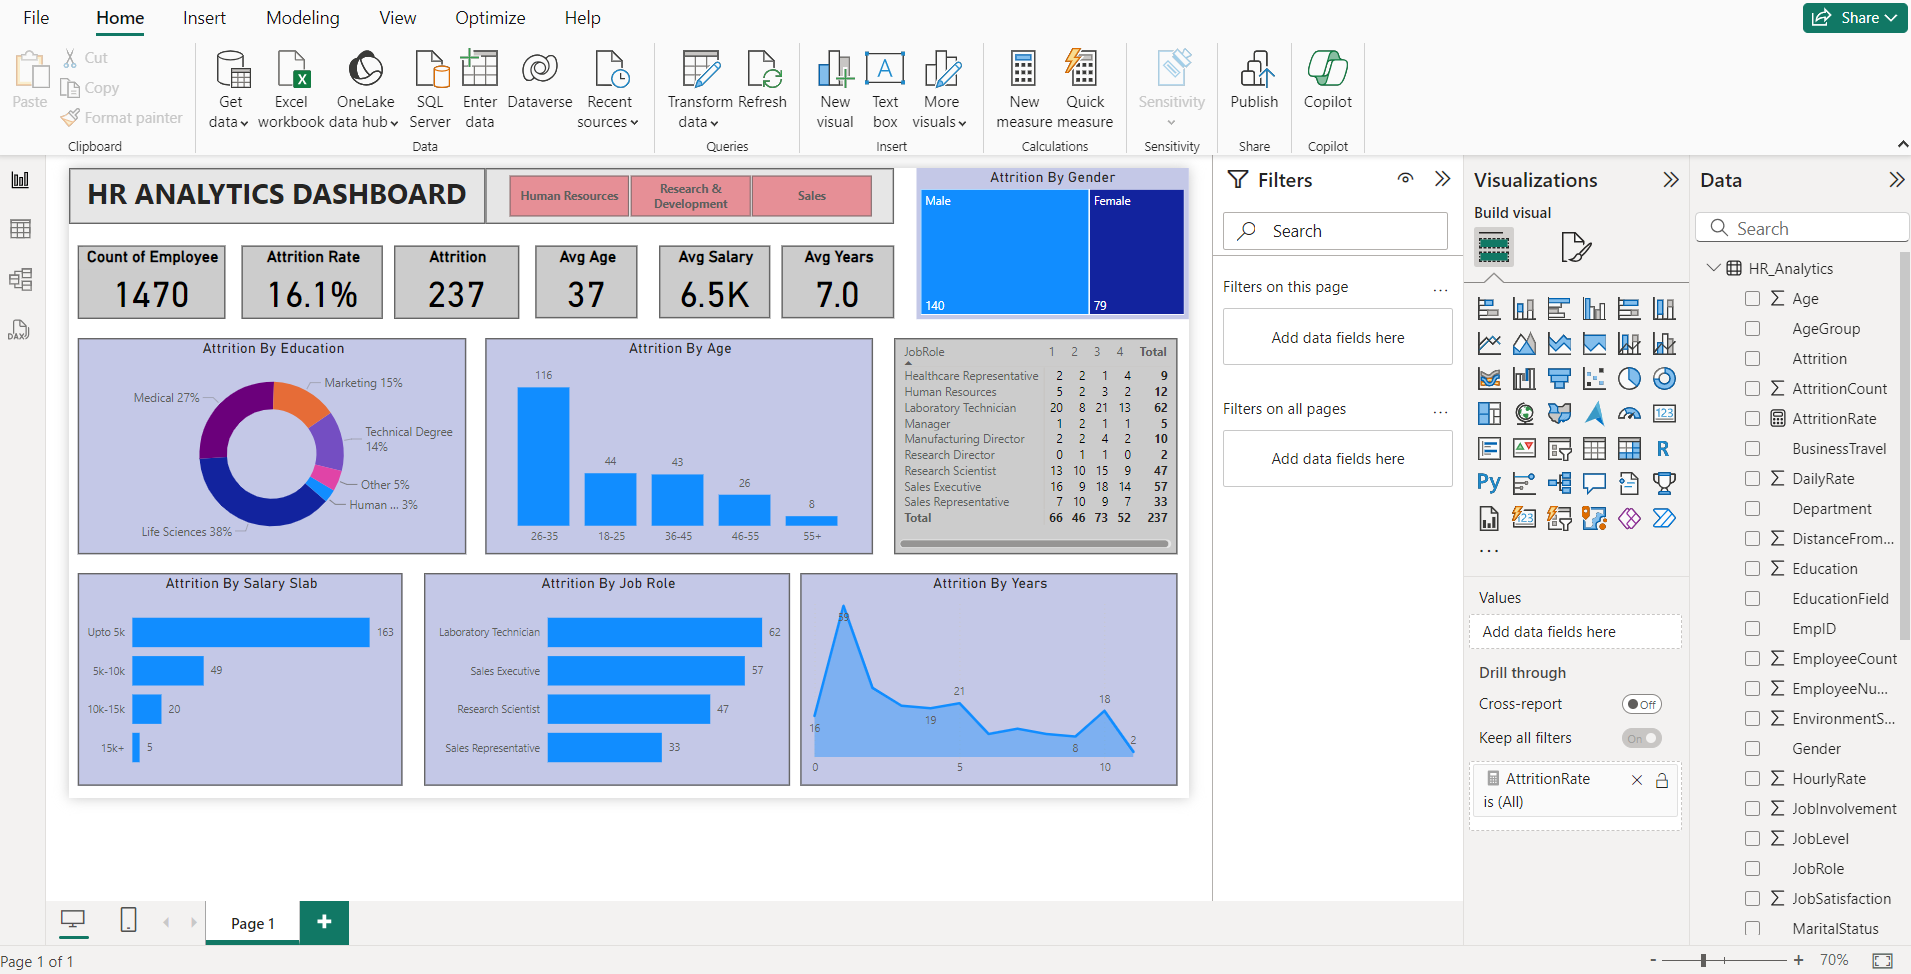 File Home Insert Modeling View Optimize Help
Share
Paste
Cut
Copy
Format painter
Clipboard
Get data
Excel workbook
OneLake data hub
SQL Server
Enter data
Dataverse
Recent sources
Data
Transform data
Refresh
Queries
New visual
Text box
More visuals
Insert
New measure
Quick measure
Calculations
Sensitivity
Sensitivity
Publish
Share
Copilot
Copilot
HR ANALYTICS DASHBOARD
Human Resources
Research & Development
Sales
Count of Employee
1470
Attrition Rate
16.1%
Attrition
237
Avg Age
37
Avg Salary
6.5K
Avg Years
7.0
Attrition By Gender
Male
140
Female
79
Attrition By Education
Marketing 15%
Medical 27%
Technical Degree
14%
Other 5%
Human ... 3%
Life Sciences 38%
Attrition By Age
116
44
43
26
8
26-35 18-25 36-45 46-55 55+
JobRole 1 2 3 4 Total
Healthcare Representative 2 2 1 4 9
Human Resources 5 2 3 2 12
Laboratory Technician 20 8 21 13 62
Manager 1 2 1 1 5
Manufacturing Director 2 2 4 2 10
Research Director 0 1 1 0 2
Research Scientist 13 10 15 9 47
Sales Executive 16 9 18 14 57
Sales Representative 7 10 9 7 33
Total 66 46 73 52 237
Attrition By Salary Slab
Upto 5k 163
5k-10k 49
10k-15k 20
15k+ 5
Attrition By Job Role
Laboratory Technician 62
Sales Executive 57
Research Scientist 47
Sales Representative 33
Attrition By Years
59
16
19
21
8
18
2
0 5 10
Filters
Search
Filters on this page ...
Add data fields here
Filters on all pages ...
Add data fields here
Visualizations
Build visual
123
R
Py
123
...
Values
Add data fields here
Drill through
Cross-report Off
Keep all filters On
AttritionRate
is (All)
Data
Search
HR_Analytics
Σ Age
AgeGroup
Attrition
Σ AttritionCount
AttritionRate
BusinessTravel
Σ DailyRate
Department
Σ DistanceFrom...
Σ Education
EducationField
EmpID
Σ EmployeeCount
Σ EmployeeNu...
Σ EnvironmentS...
Gender
Σ HourlyRate
Σ JobInvolvement
Σ JobLevel
JobRole
Σ JobSatisfaction
MaritalStatus
DAX
Page 1
+
Page 1 of 1
- + 70%